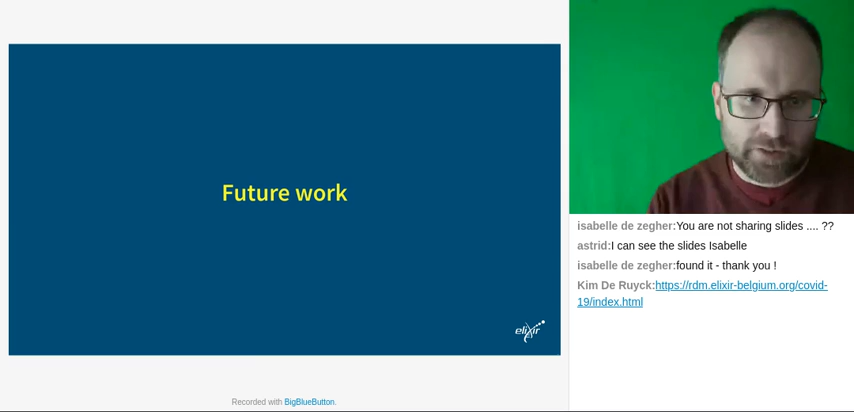 Future work
elixir
Recorded with BigBlueButton.
isabelle de zegher:You are not sharing slides .... ??
astrid:I can see the slides Isabelle
isabelle de zegher:found it - thank you !
Kim De Ruyck:https://rdm.elixir-belgium.org/covid-
19/index.html